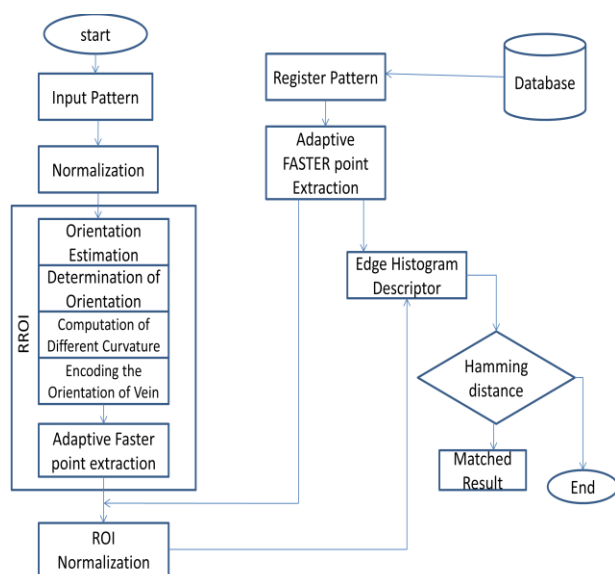 start
Input Pattern
Normalization
RROI
Orientation
Estimation
Determination of
Orientation
Computation of
Different Curvature
Encoding the
Orientation of Vein
Adaptive Faster
point extraction
ROI
Normalization
Register Pattern
Database
Adaptive
FASTER point
Extraction
Edge Histogram
Descriptor
Hamming
distance
Matched
Result
End